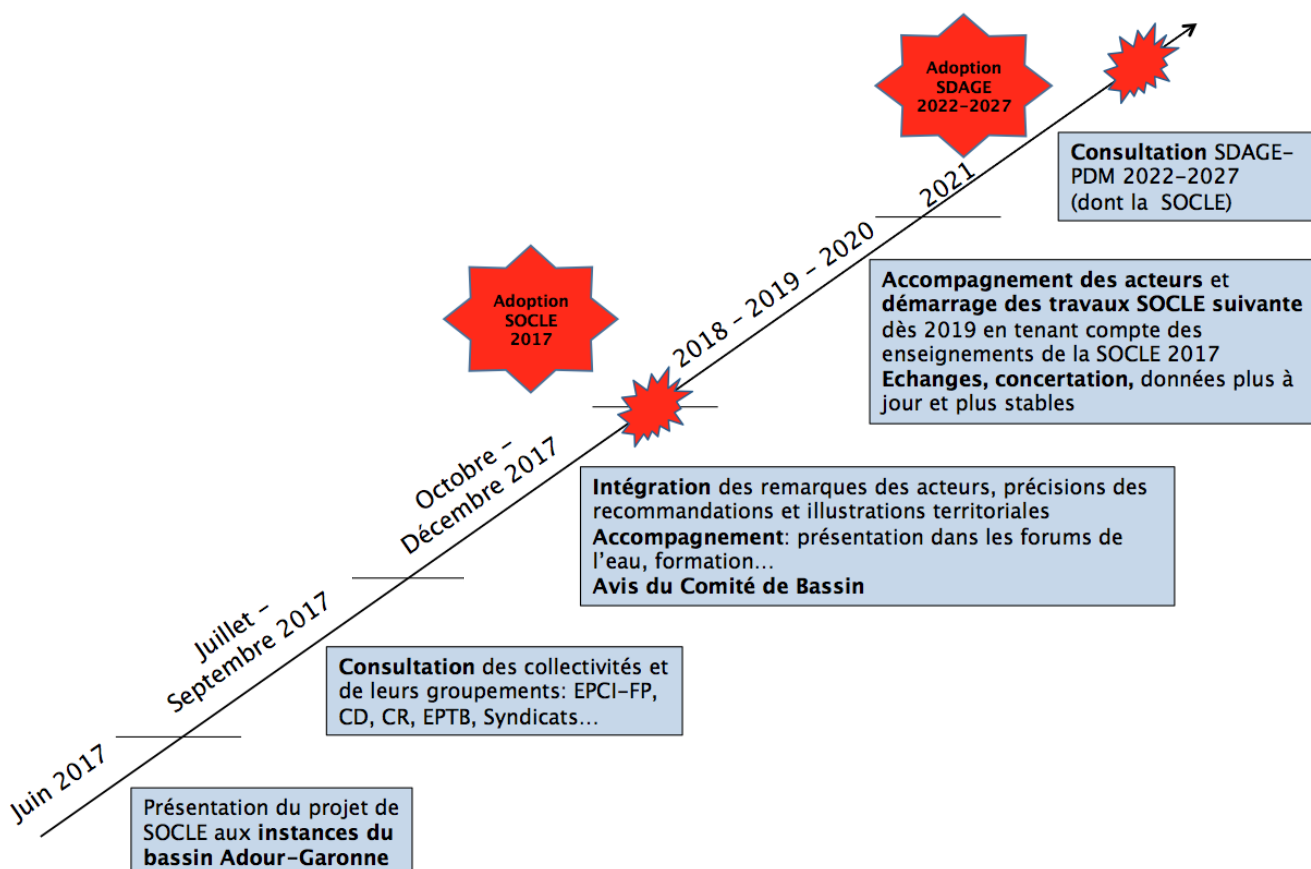 Adoption
SDAGE
2022-2027
Consultation SDAGE-
PDM 2022-2027
(dont la SOCLE)
2021
Adoption
SOCLE
2017
2018 – 2019 – 2020
Accompagnement des acteurs et
démarrage des travaux SOCLE suivante
dès 2019 en tenant compte des
enseignements de la SOCLE 2017
Echanges, concertation, données plus à
jour et plus stables
Octobre –
Décembre 2017
Intégration des remarques des acteurs, précisions des
recommandations et illustrations territoriales
Accompagnement: présentation dans les forums de
l'eau, formation…
Avis du Comité de Bassin
Juillet –
Septembre 2017
Consultation des collectivités et
de leurs groupements: EPCI-FP,
CD, CR, EPTB, Syndicats…
Juin 2017
Présentation du projet de
SOCLE aux instances du
bassin Adour-Garonne